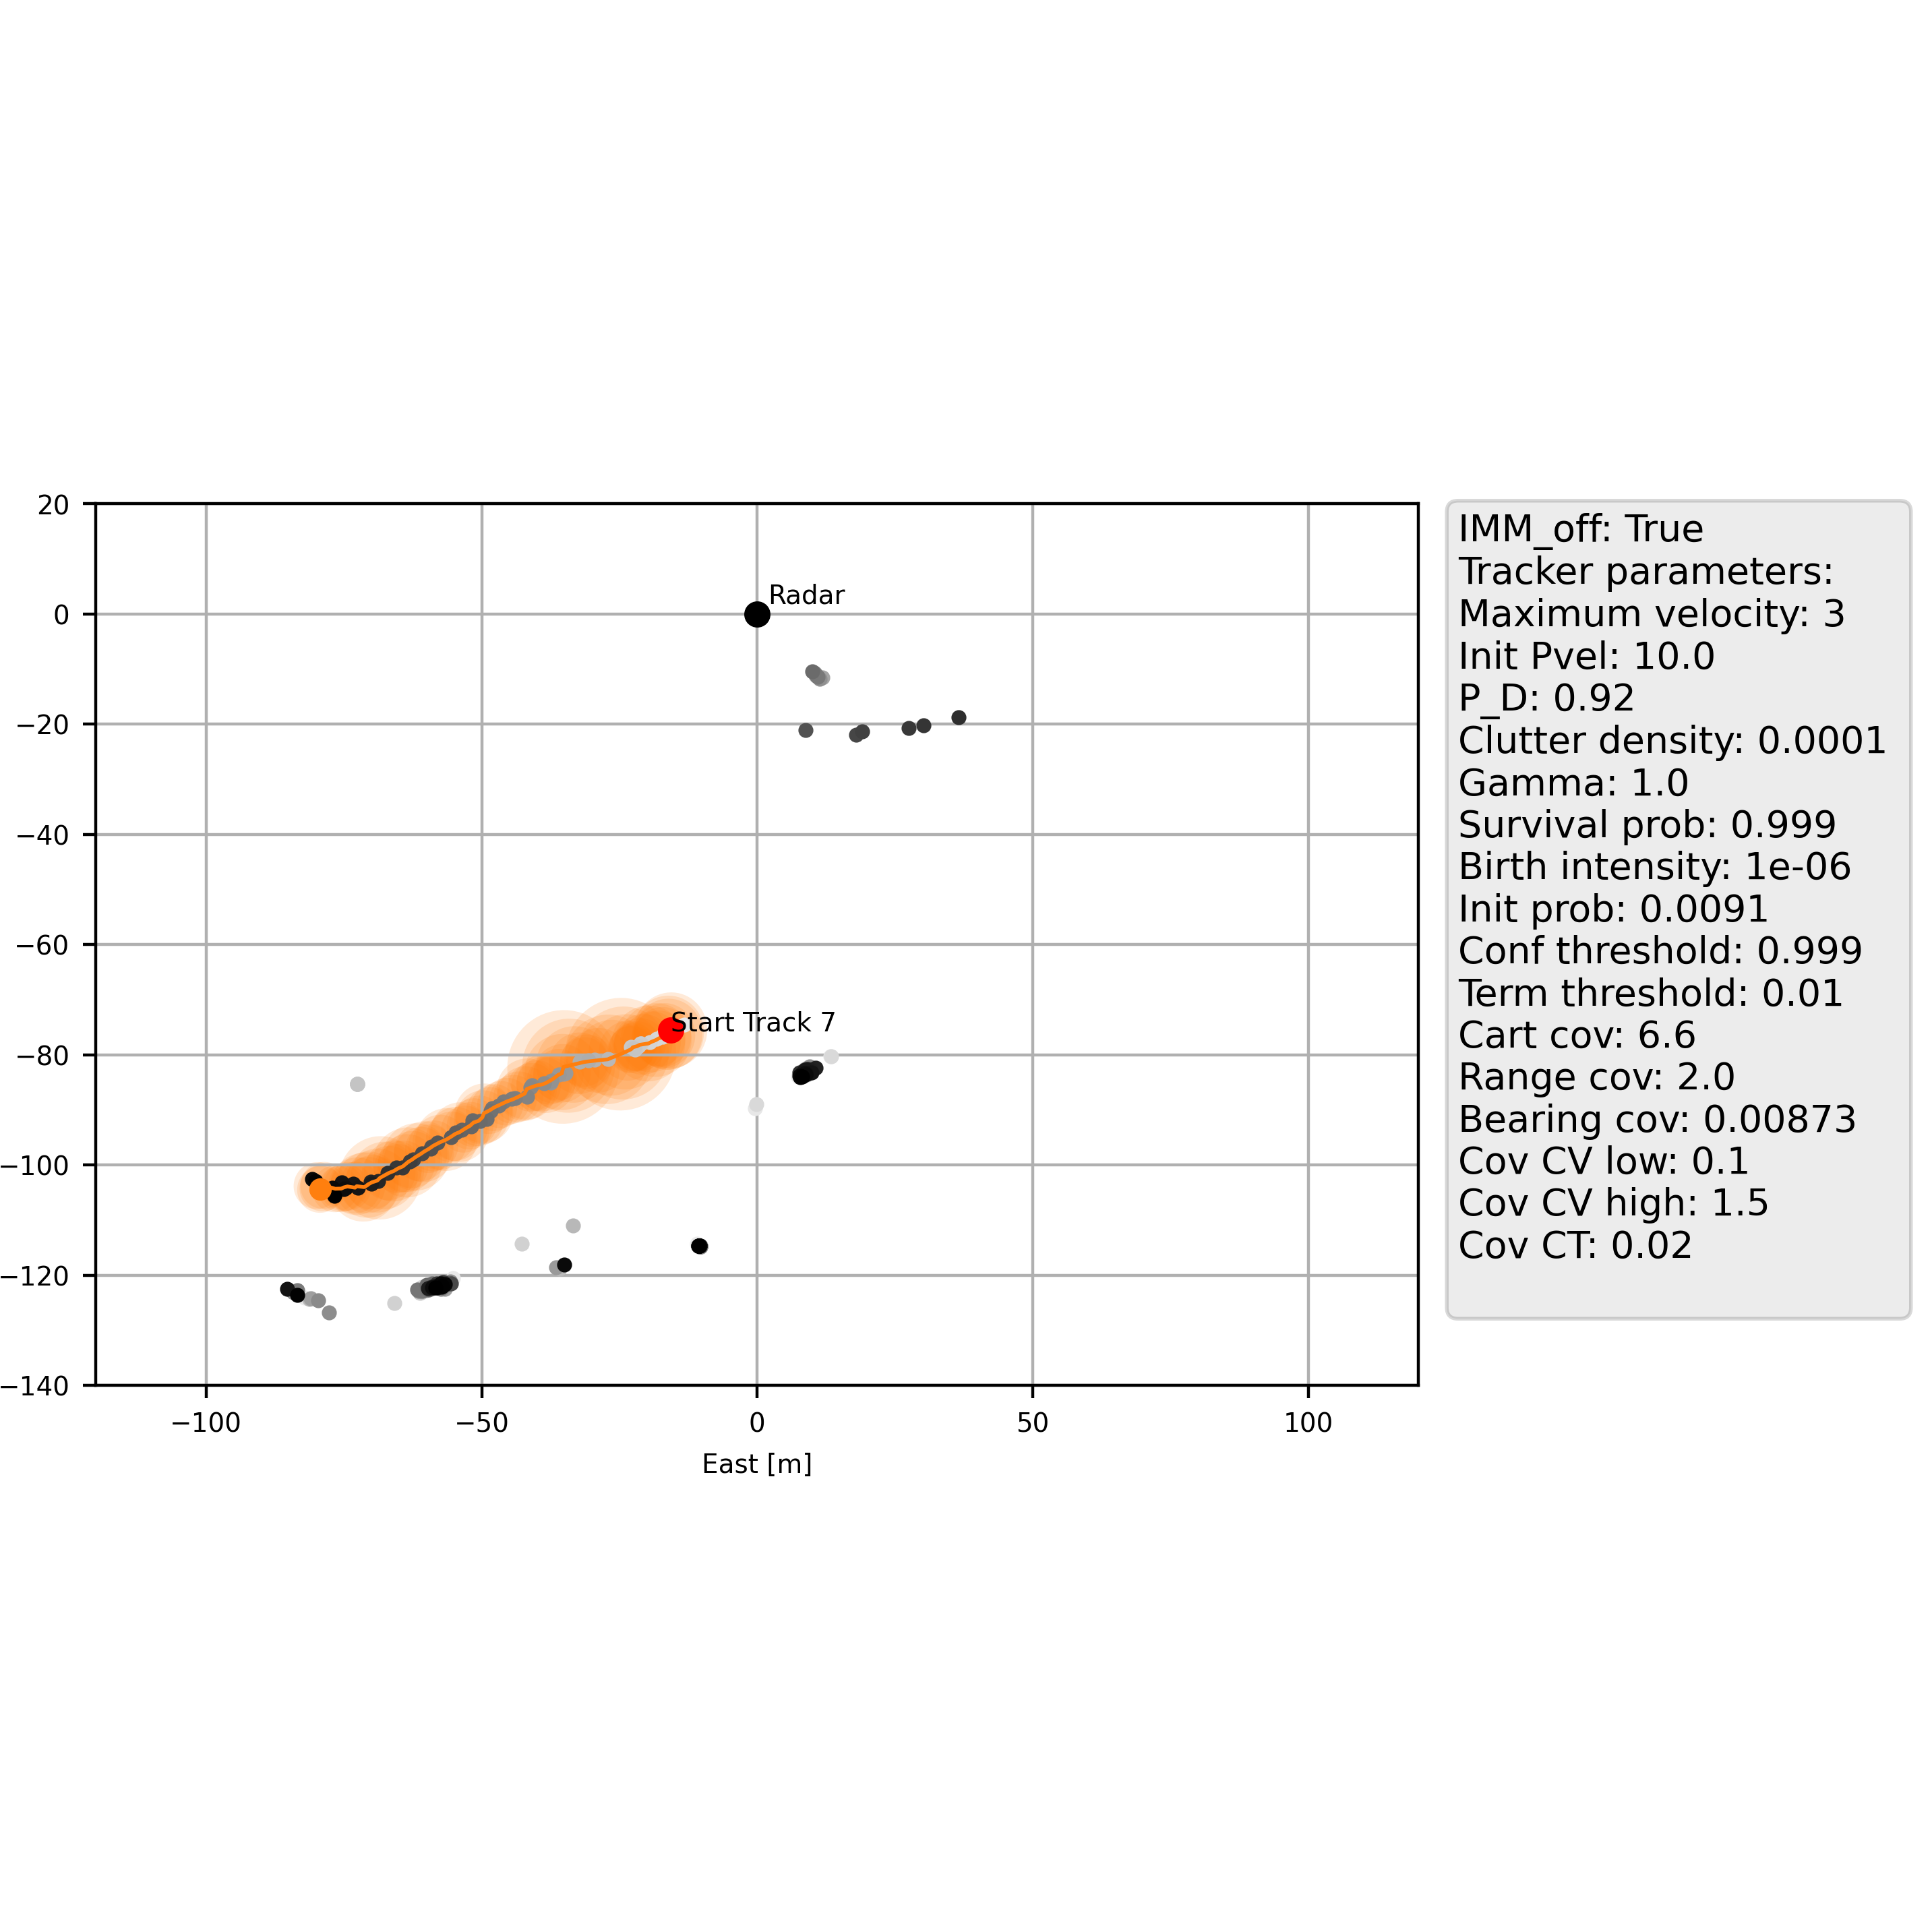 20
0
−20
−40
−60
−80
−100
−120
−140
−100
−50
0
50
100
East [m]
Radar
Start Track 7
IMM_off: True
Tracker parameters:
Maximum velocity: 3
Init Pvel: 10.0
P_D: 0.92
Clutter density: 0.0001
Gamma: 1.0
Survival prob: 0.999
Birth intensity: 1e-06
Init prob: 0.0091
Conf threshold: 0.999
Term threshold: 0.01
Cart cov: 6.6
Range cov: 2.0
Bearing cov: 0.00873
Cov CV low: 0.1
Cov CV high: 1.5
Cov CT: 0.02